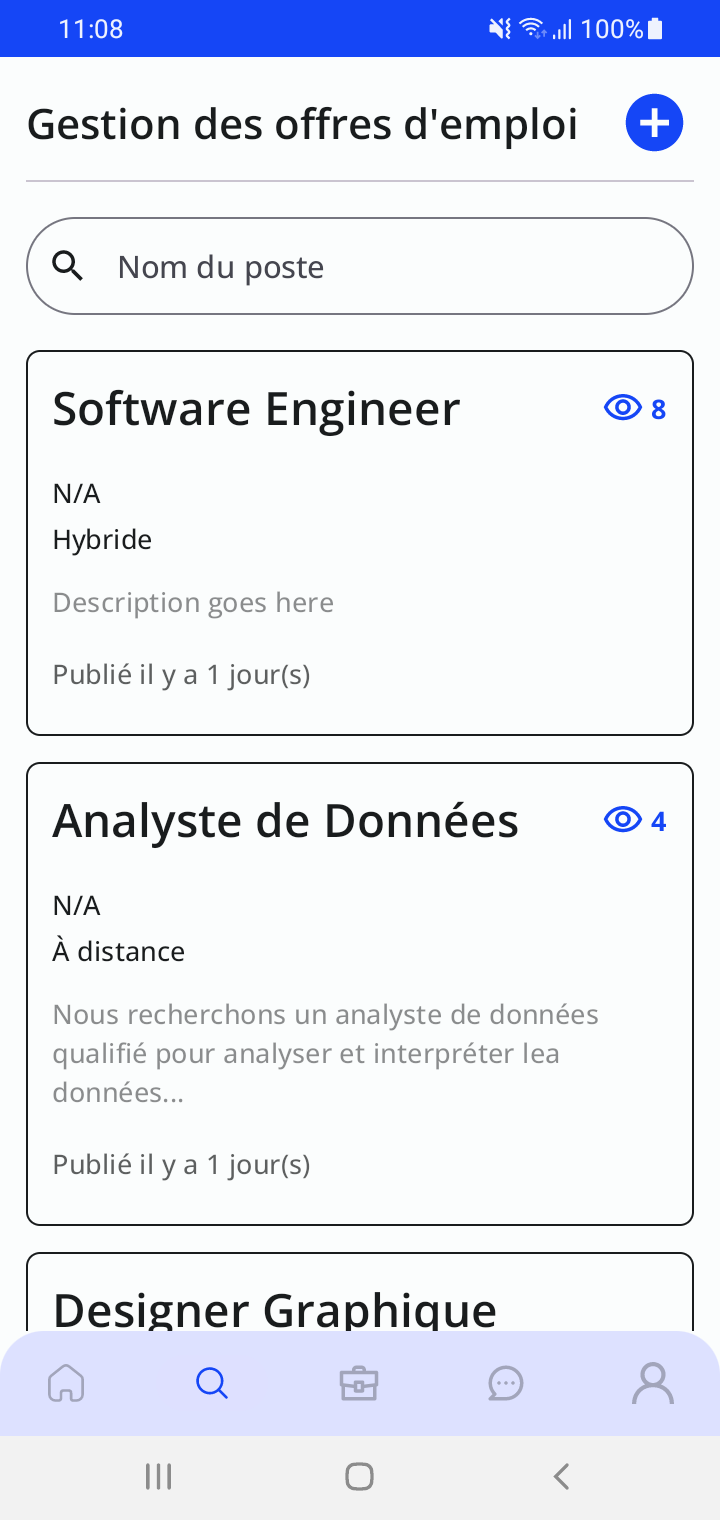 11:08
100%
Gestion des offres d'emploi
Nom du poste
Software Engineer
8
N/A
Hybride
Description goes here
Publié il y a 1 jour(s)
Analyste de Données
4
N/A
À distance
Nous recherchons un analyste de données
qualifié pour analyser et interpréter lea
données...
Publié il y a 1 jour(s)
Designer Graphique